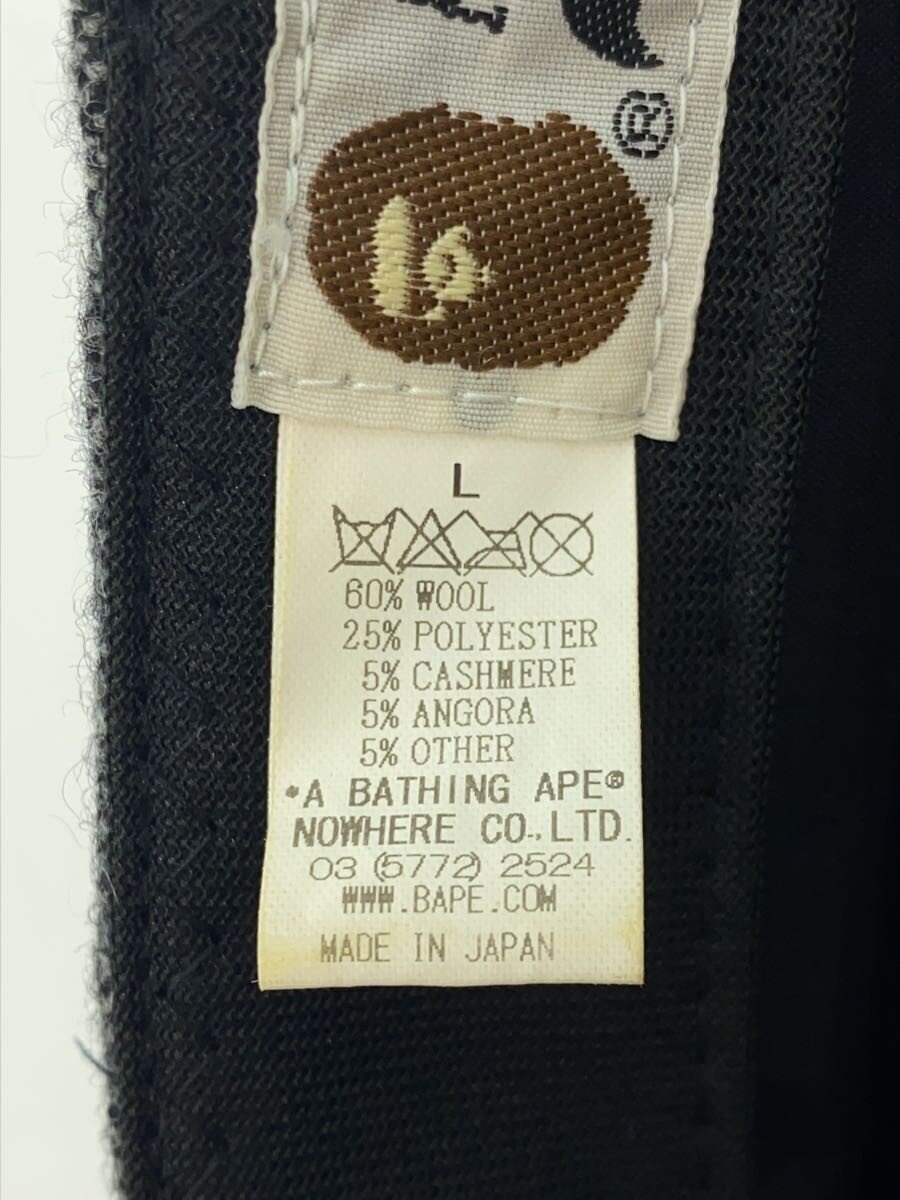 ®
L
60% WOOL
25% POLYESTER
5% CASHMERE
5% ANGORA
5% OTHER
•A BATHING APE®
NOWHERE CO.,LTD.
03 (5772) 2524
WWW.BAPE.COM
MADE IN JAPAN